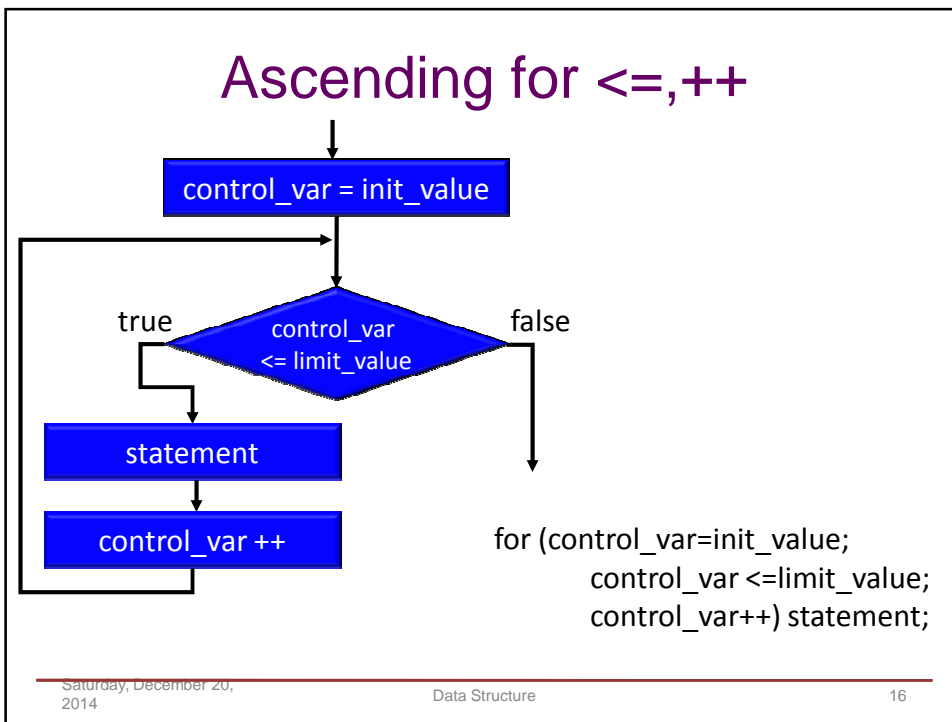 Ascending for <=,++
control_var = init_value
true
control_var
<= limit_value
false
statement
control_var ++
for (control_var=init_value;
control_var <=limit_value;
control_var++) statement;
Saturday, December 20,
2014
Data Structure
16